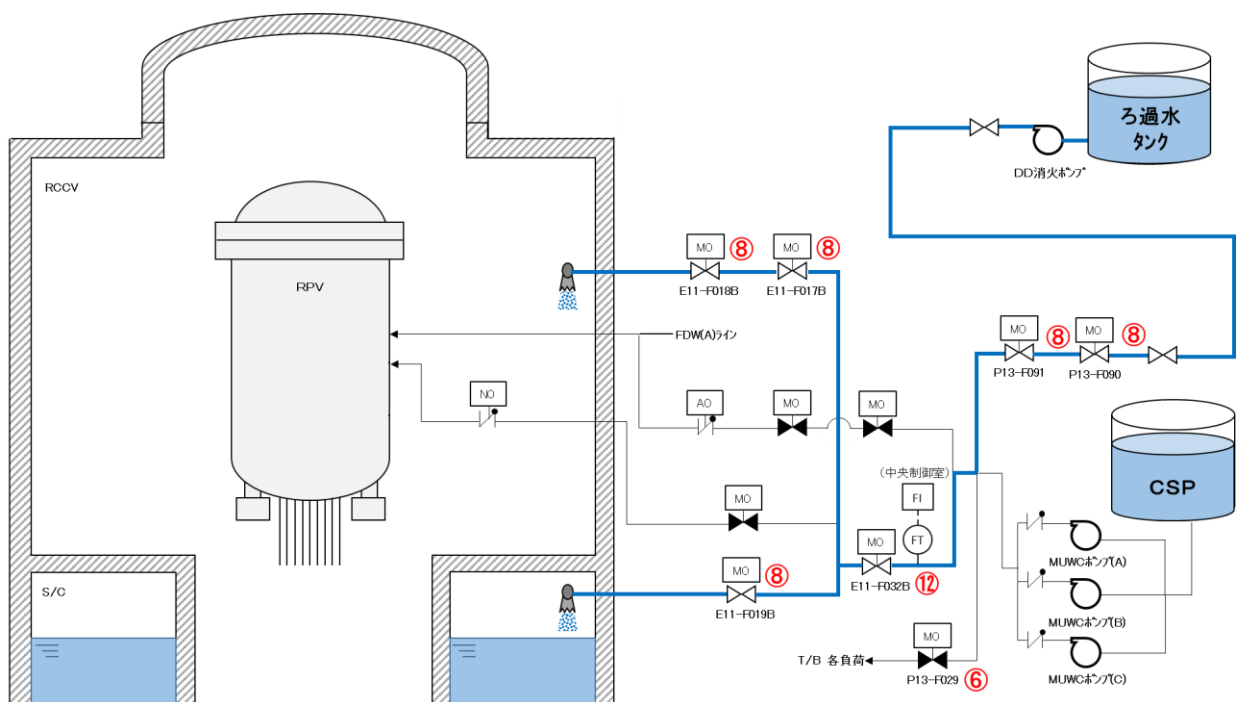 ろ過水
タンク
DD消火ポンプ
RCCV
MO ⑧
MO ⑧
E11-F018B
E11-F017B
RPV
FDW(A)ライン
MO ⑧
MO ⑧
P13-F091
P13-F090
NO
AO
MO
MO
(中央制御室)
CSP
FI
MO
FT
MO
E11-F032B
⑫
MUWCポンプ(A)
S/C
MO ⑧
E11-F019B
MUWCポンプ(B)
MO
T/B 各負荷
P13-F029 ⑥
MUWCポンプ(C)